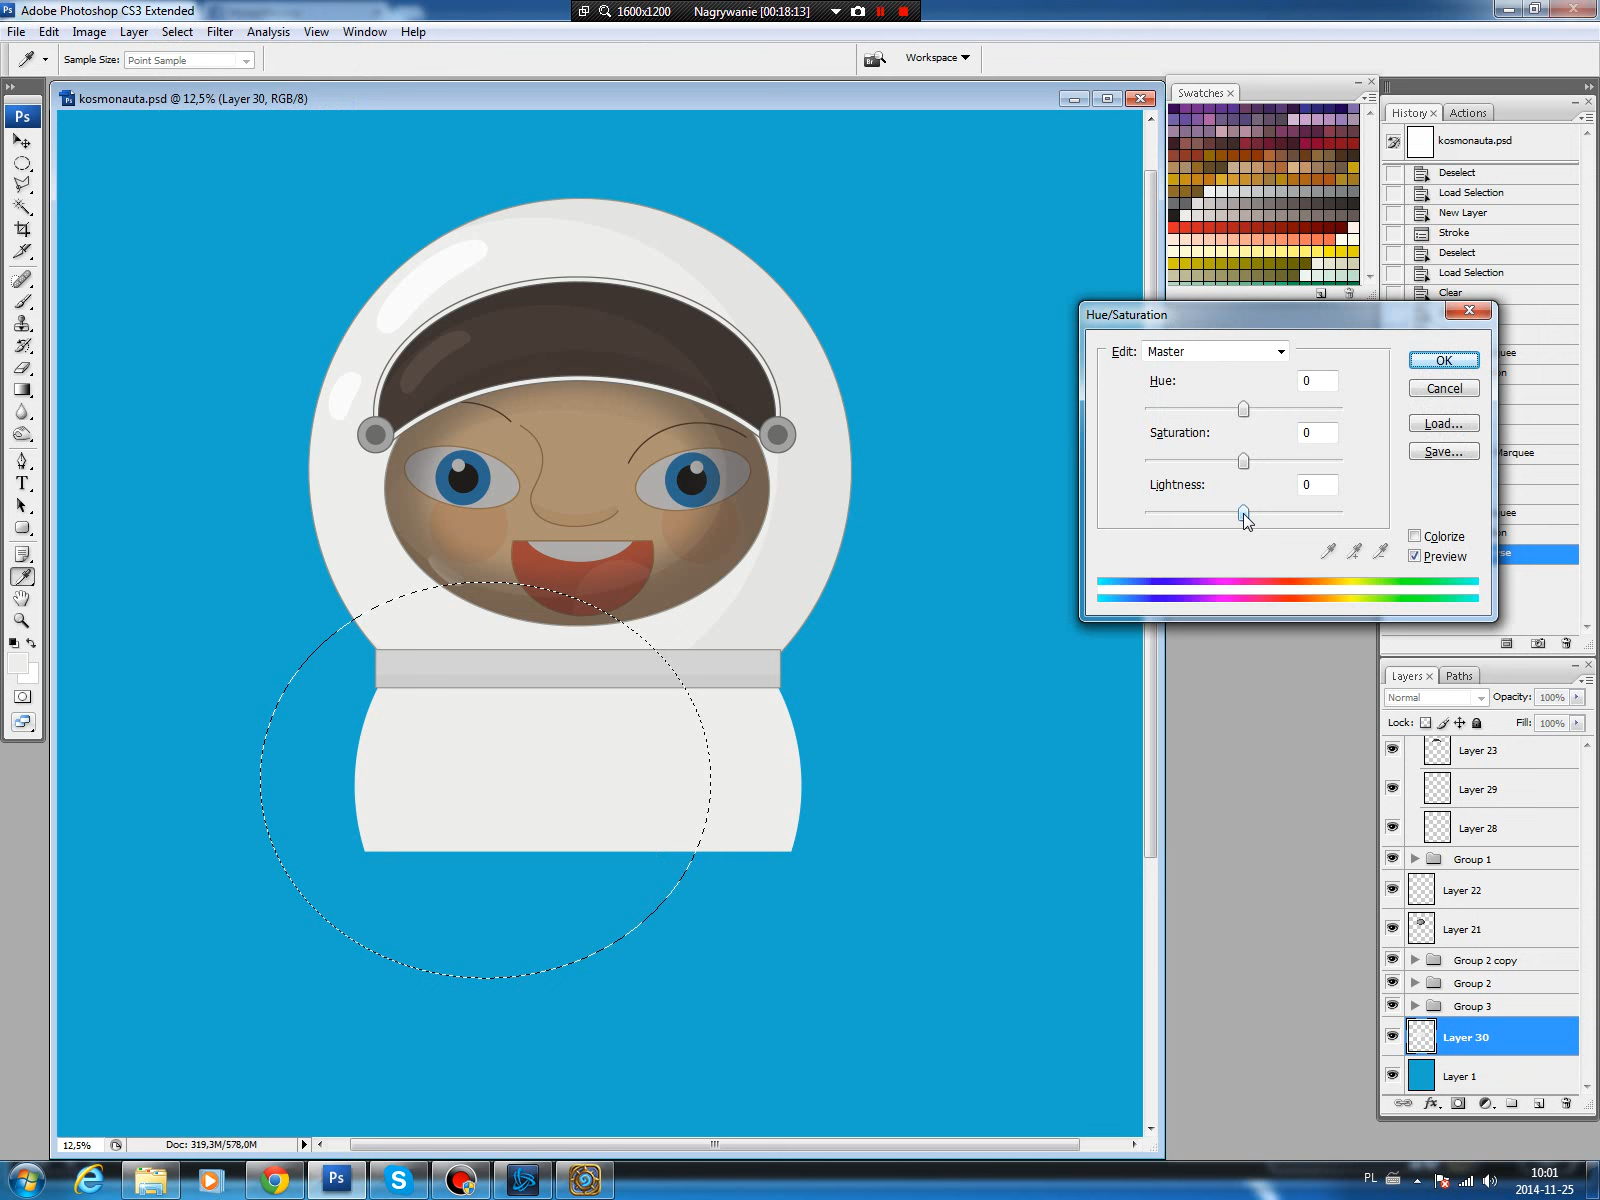 Adobe Photoshop CS3 Extended
1600x1200 Nagrywanie [00:18:13]
File Edit Image Layer Select Filter Analysis View Window Help
Sample Size: Point Sample
Workspace
kosmonauta.psd @ 12,5% (Layer 30, RGB/8)
Ps
T
Swatches
History Actions
kosmonauta.psd
Deselect
Load Selection
New Layer
Stroke
Deselect
Load Selection
Clear
Hue/Saturation
Edit: Master
Hue: 0
Saturation: 0
Lightness: 0
OK
Cancel
Load...
Save...
Colorize
Preview
Layers Paths
Normal Opacity: 100%
Lock: Fill: 100%
Layer 23
Layer 29
Layer 28
Group 1
Layer 22
Layer 21
Group 2 copy
Group 2
Group 3
Layer 30
Layer 1
12,5% Doc: 319,3M/578,0M
Ps
PL
10:01
2014-11-25